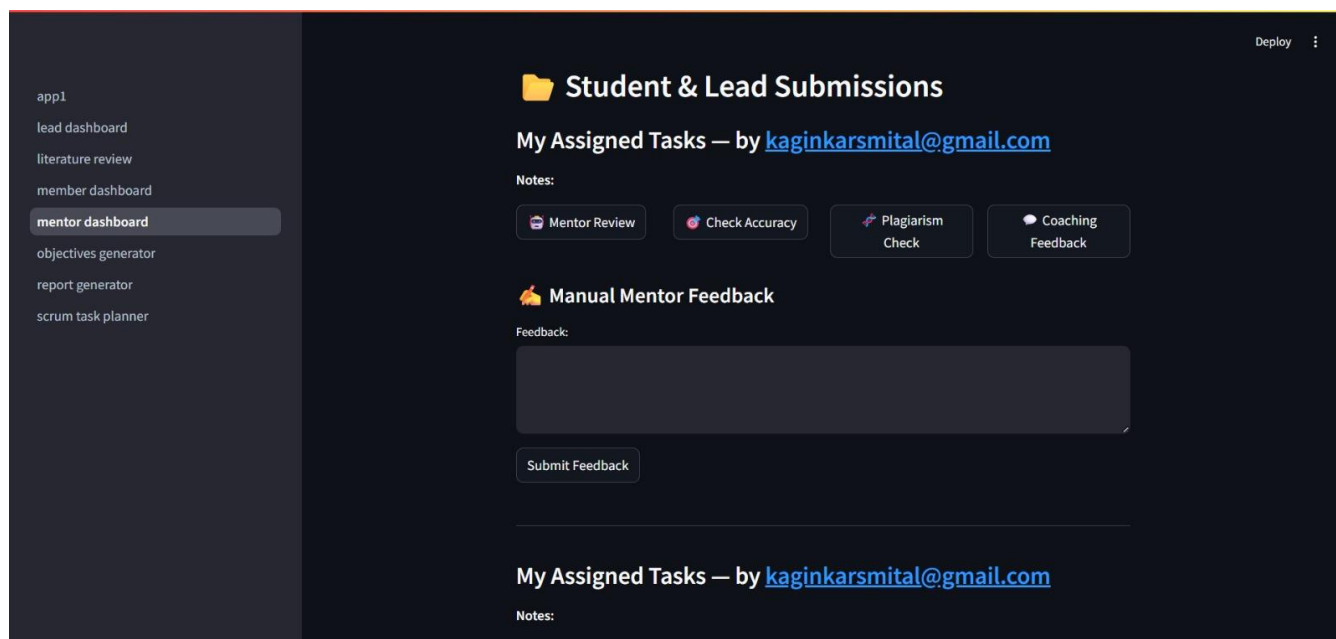 Deploy
app1
lead dashboard
literature review
member dashboard
mentor dashboard
objectives generator
report generator
scrum task planner
Student & Lead Submissions
My Assigned Tasks — by kaginkarsmital@gmail.com
Notes:
Mentor Review
Check Accuracy
Plagiarism
Check
Coaching
Feedback
Manual Mentor Feedback
Feedback:
Submit Feedback
My Assigned Tasks — by kaginkarsmital@gmail.com
Notes: